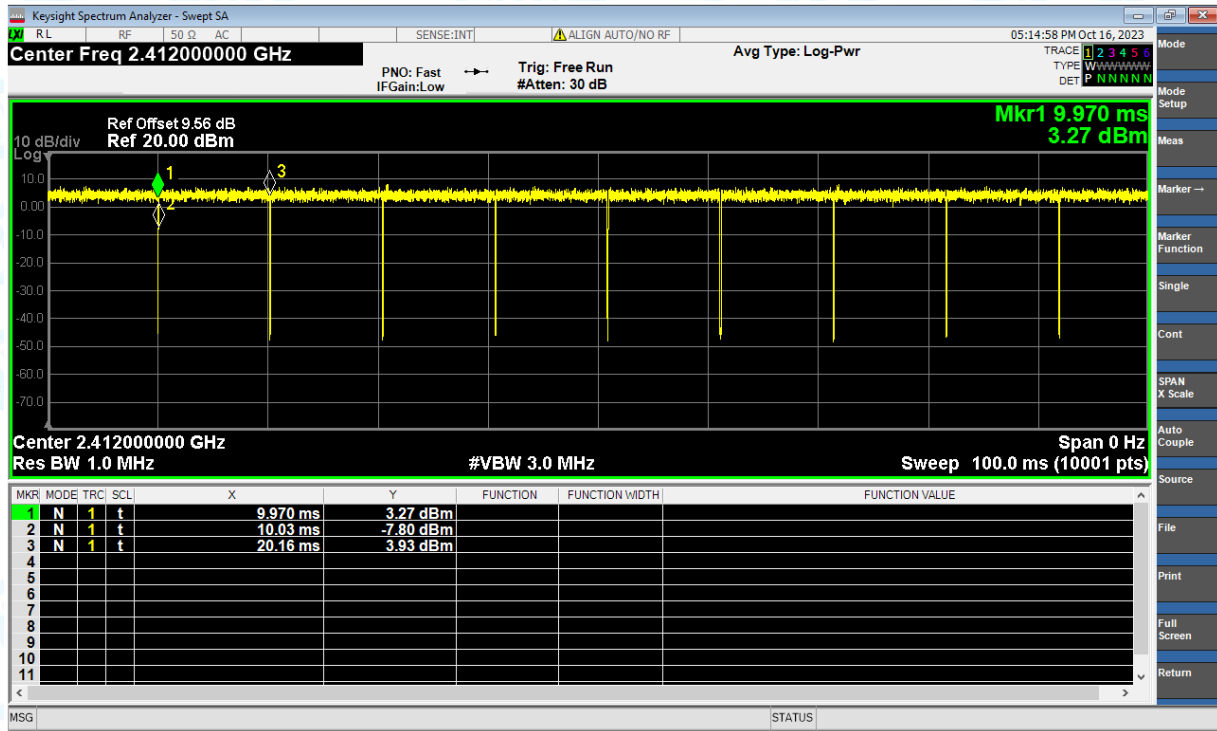 Keysight Spectrum Analyzer - Swept SA
LXI RL RF 50 Ω AC SENSE:INT ALIGN AUTO/NO RF 05:14:58 PM Oct 16, 2023
Center Freq 2.412000000 GHz Avg Type: Log-Pwr TRACE 1 2 3 4 5 6
PNO: Fast Trig: Free Run TYPE WWWWWW
IFGain:Low #Atten: 30 dB DET P N N N N N
Mkr1 9.970 ms
Ref Offset 9.56 dB
10 dB/div Ref 20.00 dBm 3.27 dBm
Log
1 3
10.0
2
0.00
-10.0
-20.0
-30.0
-40.0
-50.0
-60.0
-70.0
Center 2.412000000 GHz Span 0 Hz
Res BW 1.0 MHz #VBW 3.0 MHz Sweep 100.0 ms (10001 pts)
MKR MODE TRC SCL X Y FUNCTION FUNCTION WIDTH FUNCTION VALUE
1 N 1 t 9.970 ms 3.27 dBm
2 N 1 t 10.03 ms -7.80 dBm
3 N 1 t 20.16 ms 3.93 dBm
4
5
6
7
8
9
10
11
MSG STATUS
Mode
Mode
Setup
Meas
Marker →
Marker
Function
Single
Cont
SPAN
X Scale
Auto
Couple
Source
File
Print
Full
Screen
Return